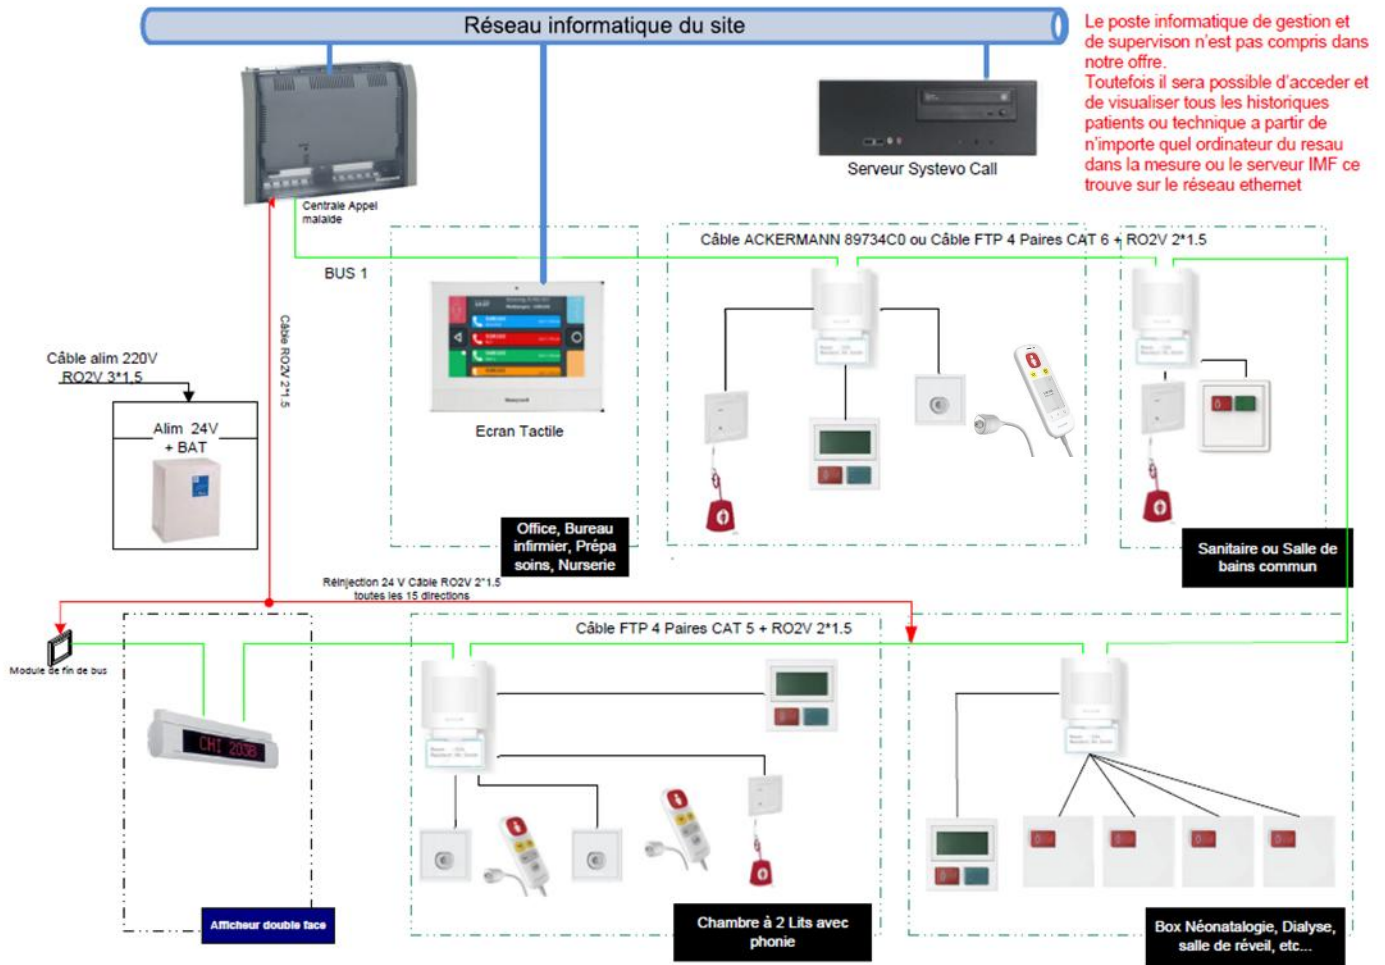 Réseau informatique du site
Le poste informatique de gestion et
de supervison n'est pas compris dans
notre offre.
Toutefois il sera possible d'acceder et
de visualiser tous les historiques
patients ou technique a partir de
n'importe quel ordinateur du resau
dans la mesure ou le serveur IMF ce
trouve sur le réseau ethernet
Serveur Systevo Call
Centrale Appel
malaide
BUS 1
Câble ACKERMANN 89734C0 ou Câble FTP 4 Paires CAT 6 + RO2V 2*1.5
Câble RO2V 2*1.5
Câble alim 220V
RO2V 3*1,5
Alim 24V
+ BAT
Honeywell
Ecran Tactile
Office, Bureau
infirmier, Prépa
soins, Nurserie
Sanitaire ou Salle de
bains commun
Réinjection 24 V Câble RO2V 2*1.5
toutes les 15 directions
Câble FTP 4 Paires CAT 5 + RO2V 2*1.5
Module de fin de bus
CHI 203B
Afficheur double face
Chambre à 2 Lits avec
phonie
Box Néonatalogie, Dialyse,
salle de réveil, etc...